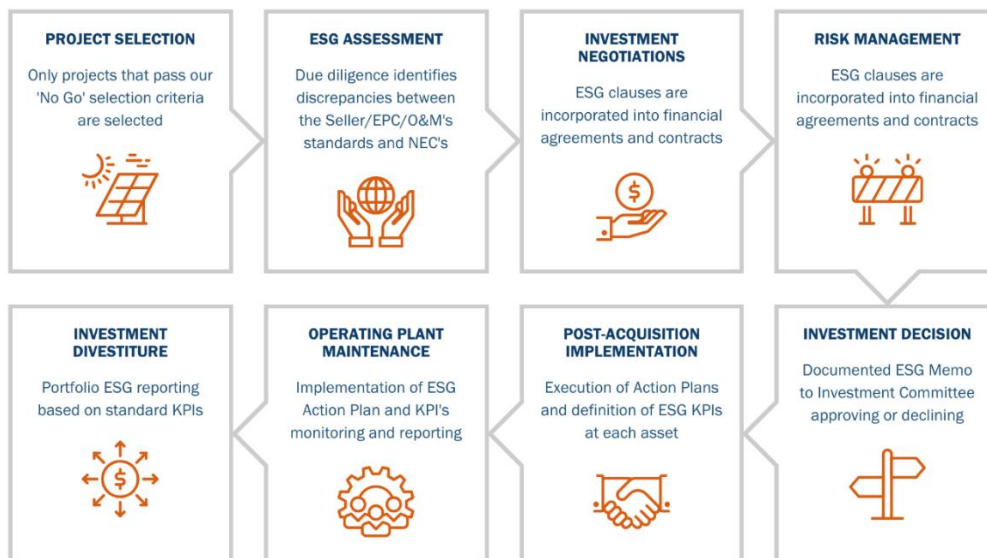 PROJECT SELECTION
Only projects that pass our
'No Go' selection criteria
are selected
ESG ASSESSMENT
Due diligence identifies
discrepancies between
the Seller/EPC/O&M's
standards and NEC's
INVESTMENT
NEGOTIATIONS
ESG clauses are
incorporated into financial
agreements and contracts
$
RISK MANAGEMENT
ESG clauses are
incorporated into financial
agreements and contracts
INVESTMENT DECISION
Documented ESG Memo
to Investment Committee
approving or declining
POST-ACQUISITION
IMPLEMENTATION
Execution of Action Plans
and definition of ESG KPIs
at each asset
OPERATING PLANT
MAINTENANCE
Implementation of ESG
Action Plan and KPI's
monitoring and reporting
INVESTMENT
DIVESTITURE
Portfolio ESG reporting
based on standard KPIs
$